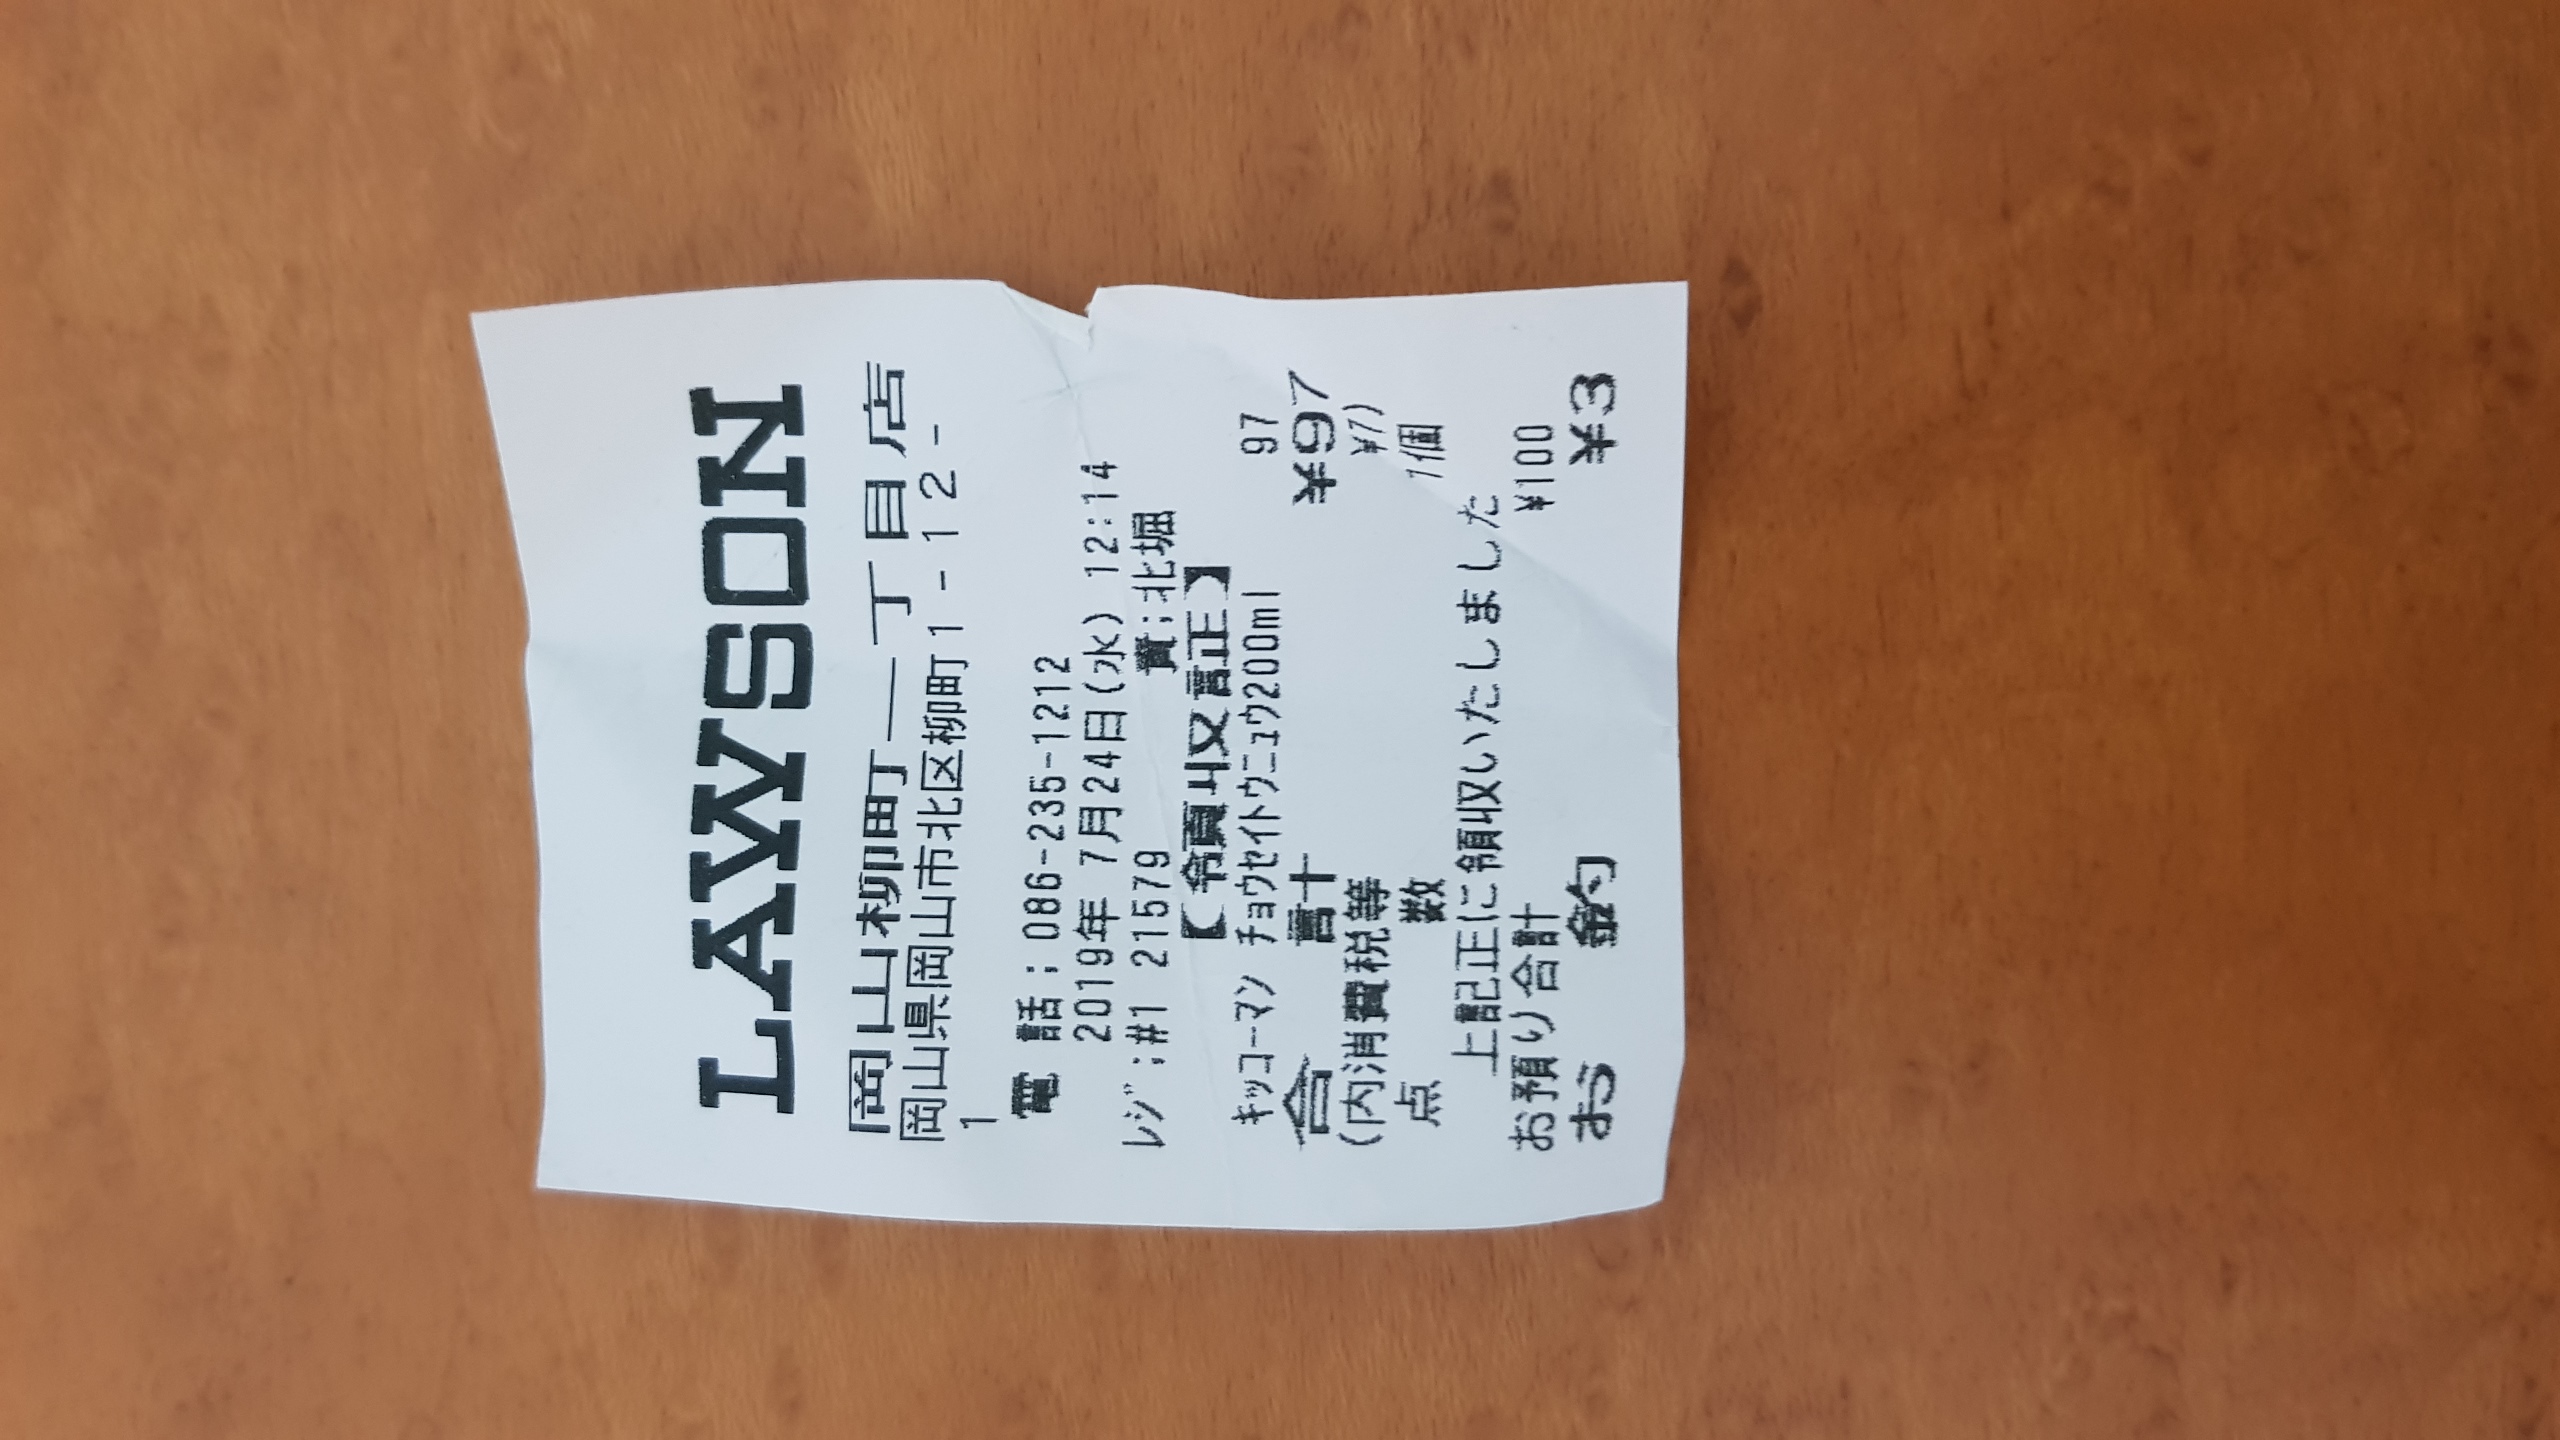 LAWSON
岡山柳町一丁目店
岡山県岡山市北区柳町１－１２－
１
電 話；086-235-1212
2019年 7月24日(水) 12:14
ﾚｼﾞ;#1 21579 責;北堀
【領収証】
ｷｯｺｰﾏﾝ ﾁｮｳｾｲﾄｳﾆｭｳ200ml 97
合 計 ¥97
(内消費税等 ¥7)
点 数 1個
上記正に領収いたしました
お預り合計 ¥100
お 釣 ¥3